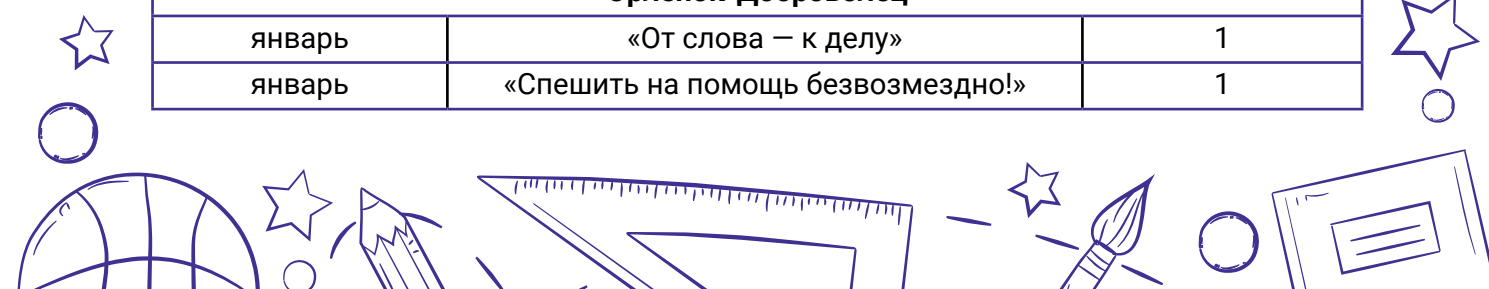 январь «От слова — к делу» 1
январь «Спешить на помощь безвозмездно!» 1